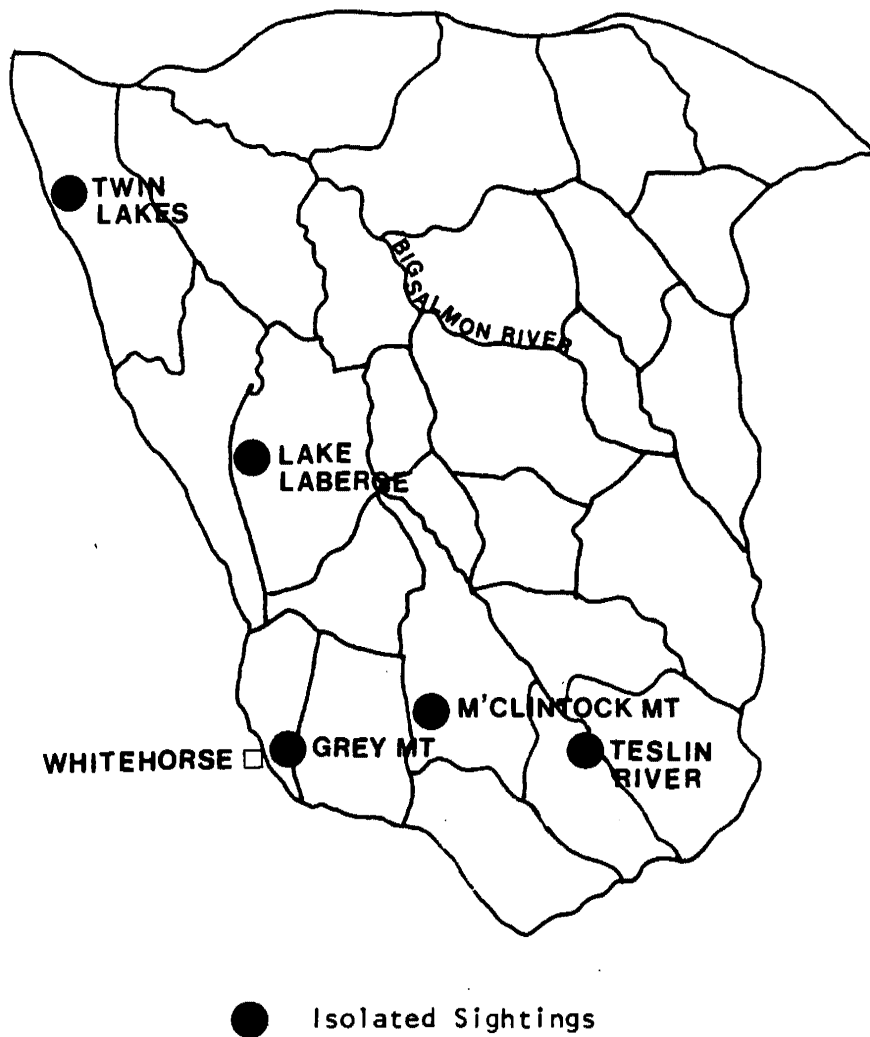 TWIN
LAKES
BIG
SALMON RIVER
LAKE
LABERGE
M'CLINTOCK MT
WHITEHORSE
GREY MT
TESLIN
RIVER
Isolated Sightings